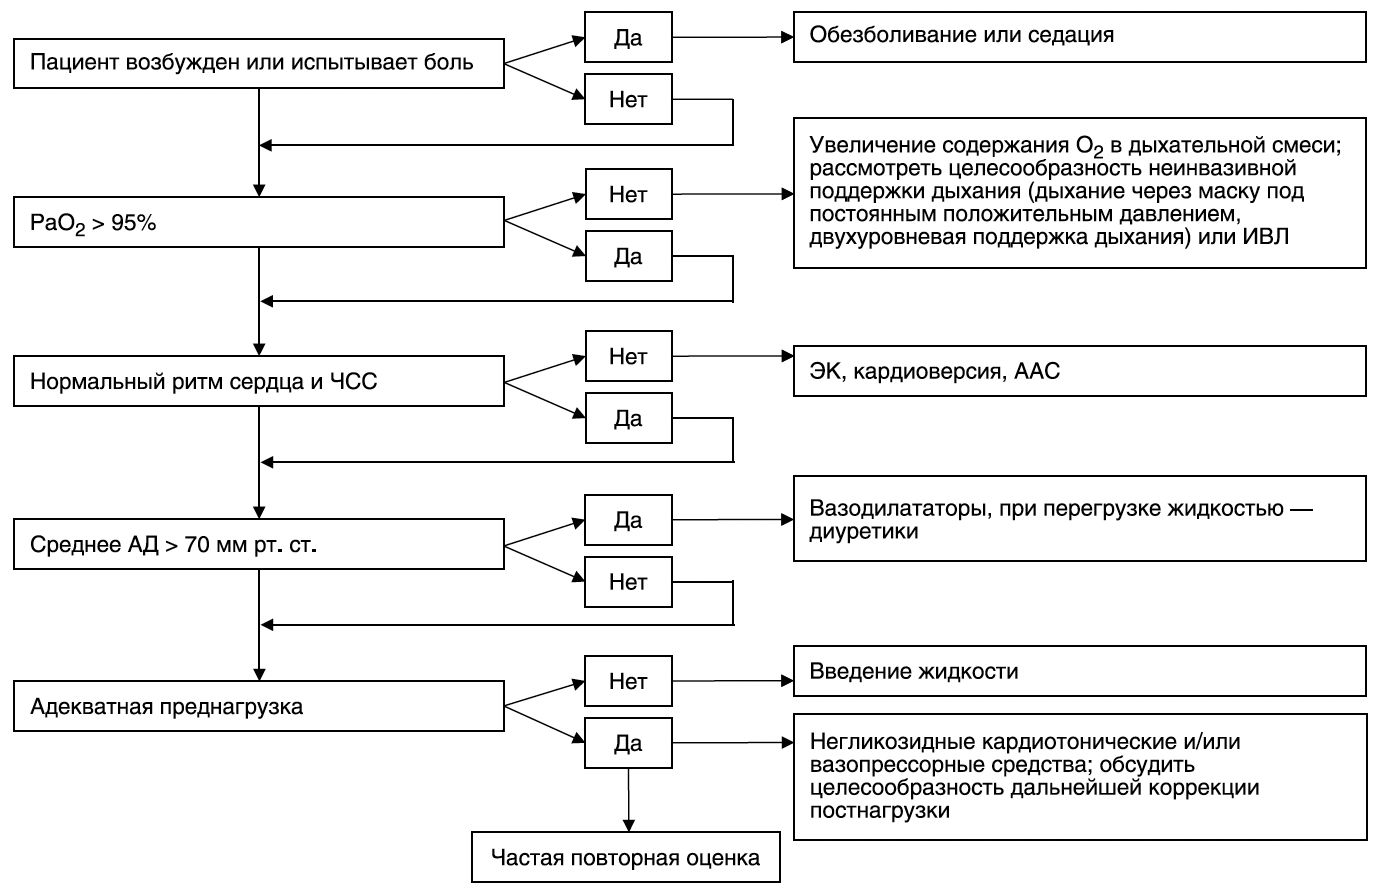 Пациент возбужден или испытывает боль
Да
Обезболивание или седация
Нет
PaO2 > 95%
Нет
Увеличение содержания O2 в дыхательной смеси;
рассмотреть целесообразность неинвазивной
поддержки дыхания (дыхание через маску под
постоянным положительным давлением,
двухуровневая поддержка дыхания) или ИВЛ
Да
Нормальный ритм сердца и ЧСС
Нет
ЭК, кардиоверсия, ААС
Да
Среднее АД > 70 мм рт. ст.
Да
Вазодилататоры, при перегрузке жидкостью —
диуретики
Нет
Адекватная преднагрузка
Нет
Введение жидкости
Да
Негликозидные кардиотонические и/или
вазопрессорные средства; обсудить
целесообразность дальнейшей коррекции
постнагрузки
Частая повторная оценка